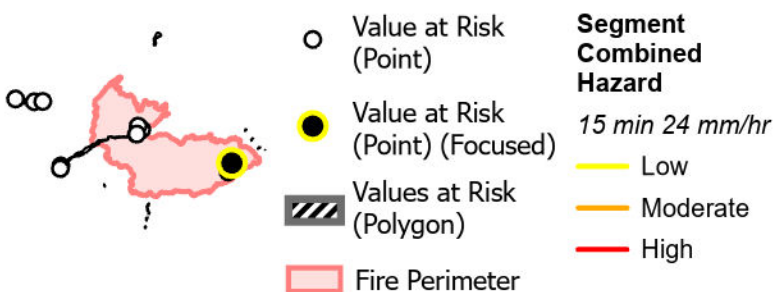 Value at Risk
(Point)
Value at Risk
(Point) (Focused)
Values at Risk
(Polygon)
Fire Perimeter
Segment
Combined
Hazard
15 min 24 mm/hr
Low
Moderate
High